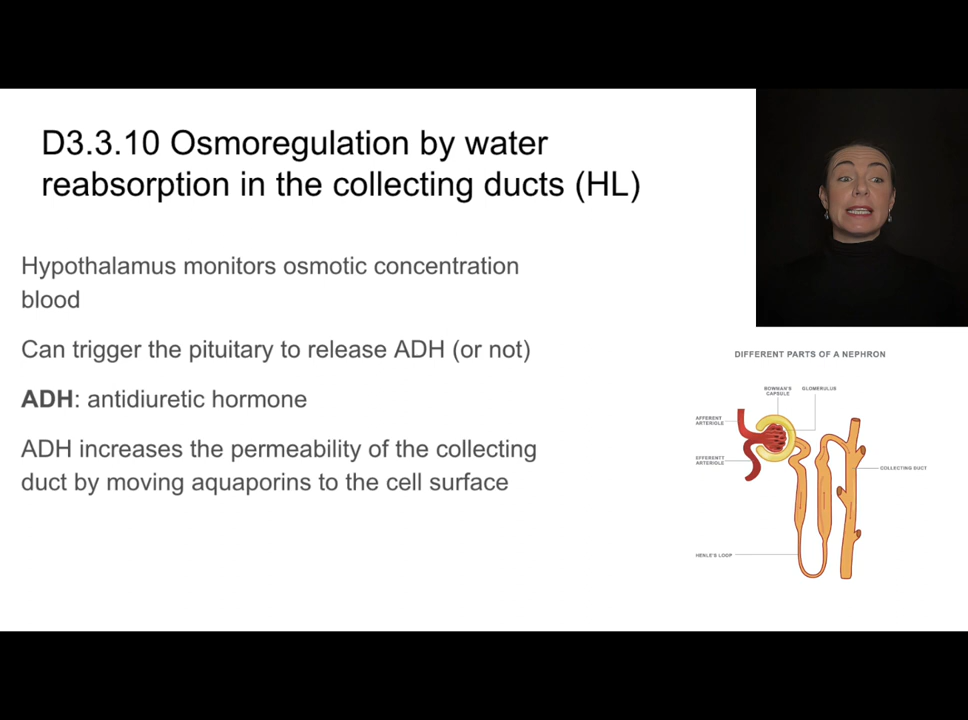 D3.3.10 Osmoregulation by water
reabsorption in the collecting ducts (HL)
Hypothalamus monitors osmotic concentration
blood
Can trigger the pituitary to release ADH (or not)
ADH: antidiuretic hormone
ADH increases the permeability of the collecting
duct by moving aquaporins to the cell surface
DIFFERENT PARTS OF A NEPHRON
BOWMAN'S
CAPSULE
GLOMERULUS
AFFERENT
ARTERIOLE
EFFERENTT
ARTERIOLE
COLLECTING DUCT
HENLE'S LOOP